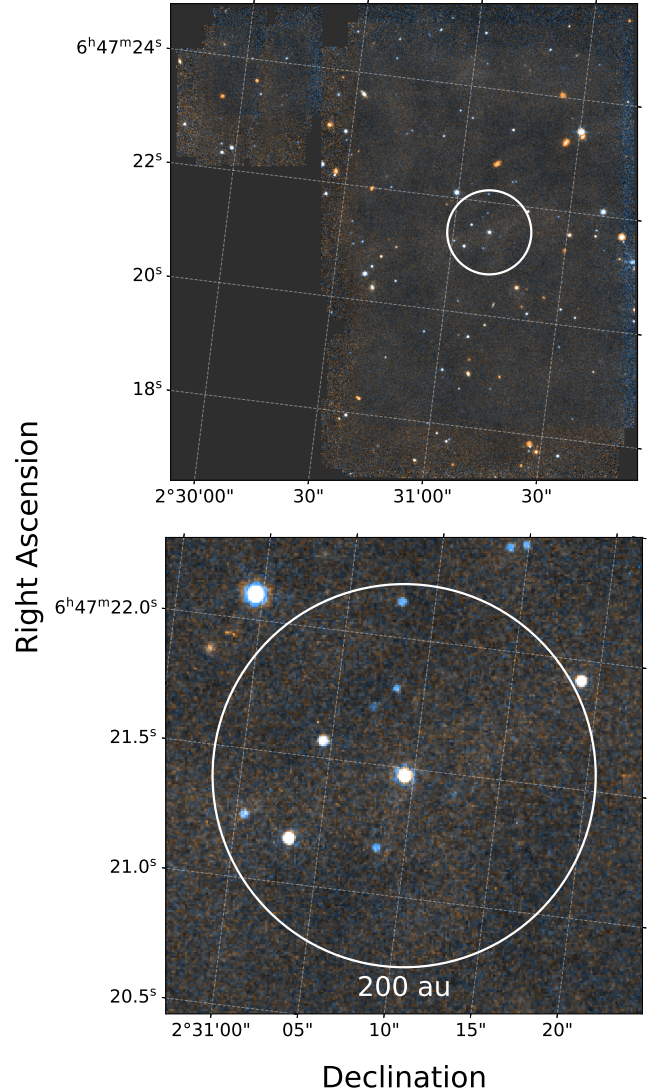 6ʰ47ᵐ24ˢ
22ˢ
20ˢ
18ˢ
2°30'00"
30"
31'00"
30"
Right Ascension
6ʰ47ᵐ22.0ˢ
21.5ˢ
21.0ˢ
20.5ˢ
200 au
2°31'00"
05"
10"
15"
20"
Declination